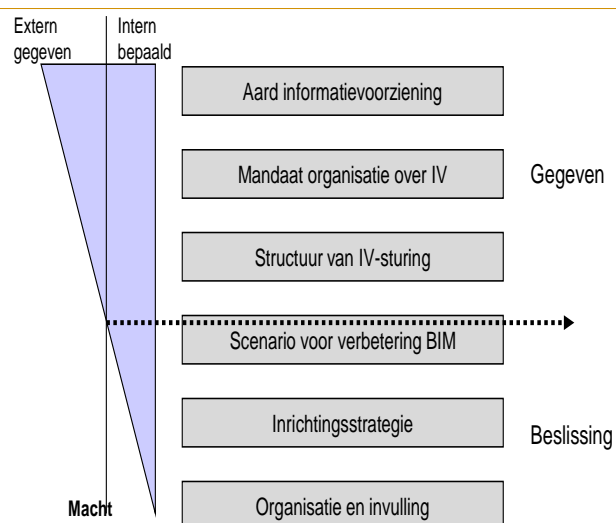 Extern
gegeven
Intern
bepaald
Aard informatievoorziening
Mandaat organisatie over IV
Gegeven
Structuur van IV-sturing
Scenario voor verbetering BIM
Inrichtingsstrategie
Beslissing
Macht
Organisatie en invulling